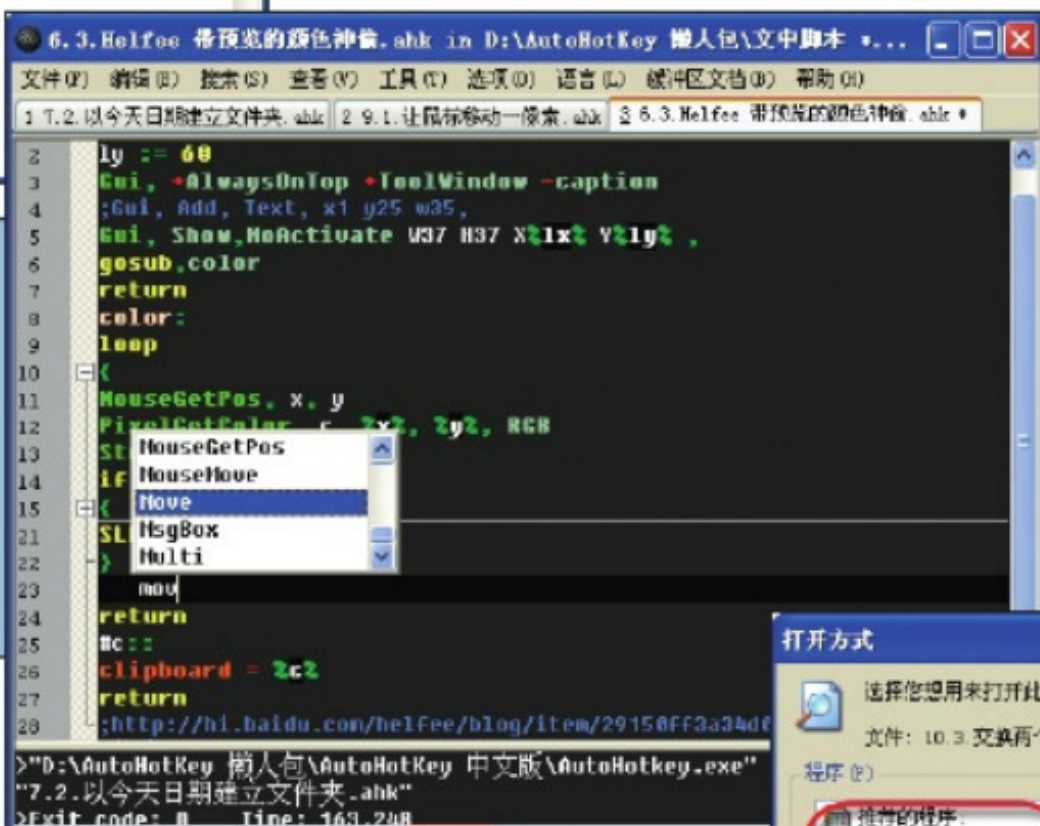 6.3.Helfee 带预览的颜色神偷.ahk in D:\AutoHotKey 懒人包\文中脚本 *...
文件(F) 编辑(E) 搜索(S) 查看(V) 工具(T) 选项(O) 语言(L) 缓冲区文档(B) 帮助(H)
1 7.2.以今天日期建立文件夹.ahk 2 9.1.让鼠标移动一像素.ahk 3 6.3.Helfee 带预览的颜色神偷.ahk *
2 ly := 60
3 Gui, +AlwaysOnTop +ToolWindow -caption
4 ;Gui, Add, Text, x1 y25 w35,
5 Gui, Show,NoActivate W37 H37 X%lx% Y%ly% ,
6 gosub,color
7 return
8 color:
9 loop
10 {
11 MouseGetPos, x, y
12 PixelGetColor, c, %x%, %y%, RGB
13 St
14 if
15 {
MouseGetPos
MouseMove
Move
MsgBox
Multi
21 SL
22 }
23 mov
24 return
25 #c::
26 clipboard = %c%
27 return
28 ;http://hi.baidu.com/helfee/blog/item/29150ff3a34d
>"D:\AutoHotKey 懒人包\AutoHotKey 中文版\AutoHotkey.exe"
"7.2.以今天日期建立文件夹.ahk"
>Exit code: 0 Time: 163.248
打开方式
选择您想用来打开此
文件: 10.3.交换两个
程序(P)
推荐的程序: